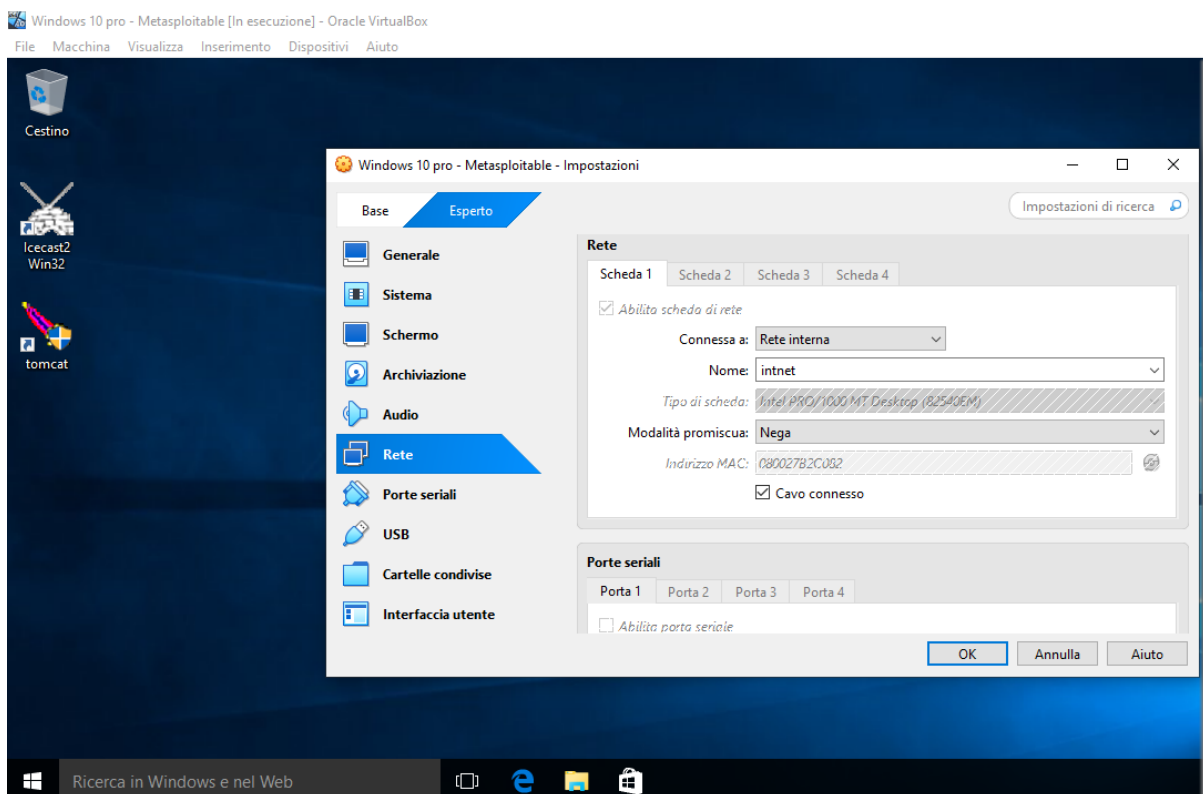 Windows 10 pro - Metasploitable [In esecuzione] - Oracle VirtualBox
File Macchina Visualizza Inserimento Dispositivi Aiuto
Cestino
Icecast2
Win32
tomcat
Windows 10 pro - Metasploitable - Impostazioni
Base Esperto
Impostazioni di ricerca
Generale
Sistema
Schermo
Archiviazione
Audio
Rete
Porte seriali
USB
Cartelle condivise
Interfaccia utente
Rete
Scheda 1 Scheda 2 Scheda 3 Scheda 4
Abilita scheda di rete
Connessa a: Rete interna
Nome: intnet
Tipo di scheda: Intel PRO/1000 MT Desktop (82540EM)
Modalità promiscua: Nega
Indirizzo MAC: 080027B2C082
Cavo connesso
Porte seriali
Porta 1 Porta 2 Porta 3 Porta 4
Abilita porta seriale
OK Annulla Aiuto
Ricerca in Windows e nel Web